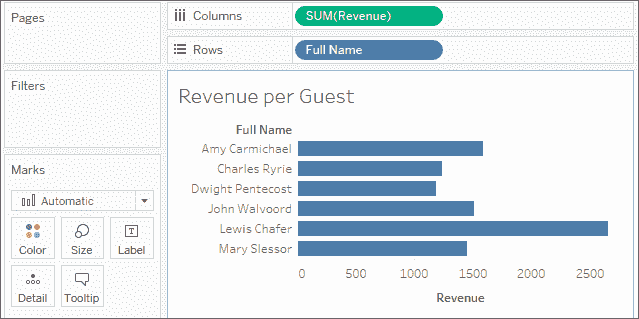 Pages
Columns
SUM(Revenue)
Rows
Full Name
Filters
Marks
Automatic
Color
Size
Label
Detail
Tooltip
Revenue per Guest
Full Name
Amy Carmichael
Charles Ryrie
Dwight Pentecost
John Walvoord
Lewis Chafer
Mary Slessor
0 500 1000 1500 2000 2500
Revenue